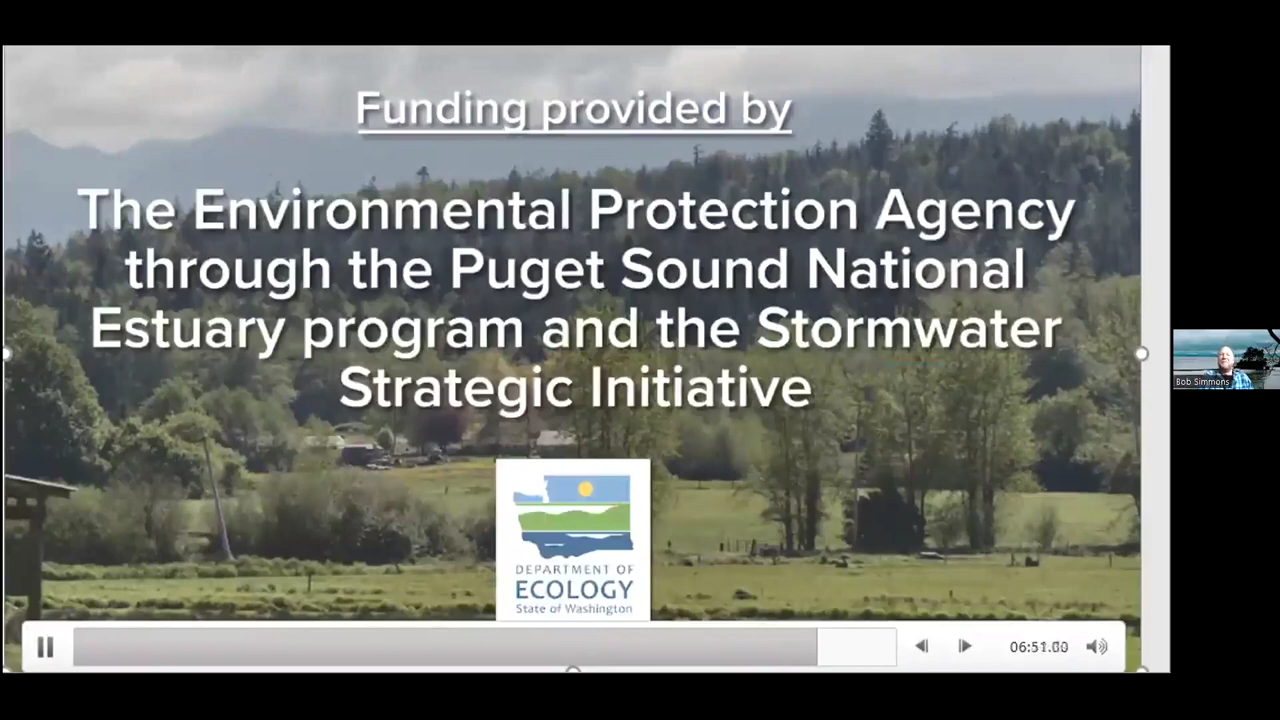 Funding provided by
The Environmental Protection Agency
through the Puget Sound National
Estuary program and the Stormwater
Strategic Initiative
DEPARTMENT OF
ECOLOGY
State of Washington
06:51.00
Bob Simmons